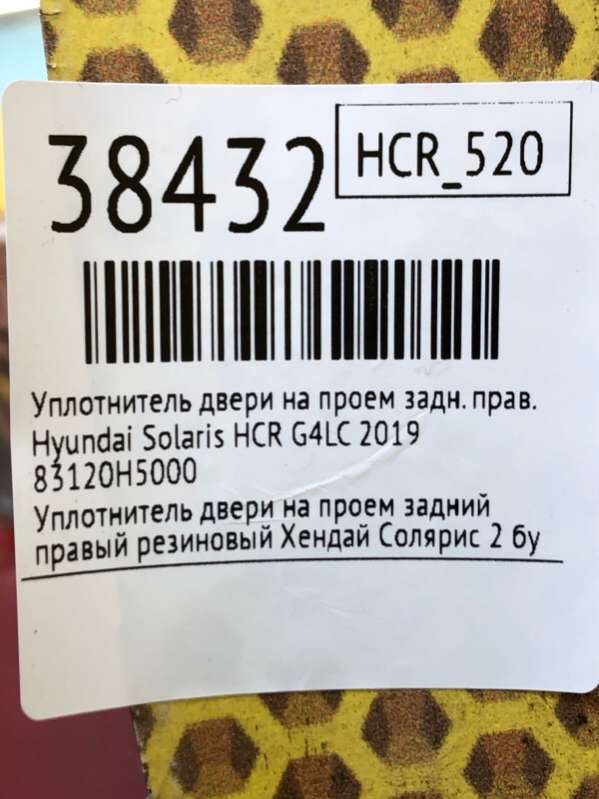 38432
HCR_520
Уплотнитель двери на проем задн. прав.
Hyundai Solaris HCR G4LC 2019
83120H5000
Уплотнитель двери на проем задний
правый резиновый Хендай Солярис 2 бу